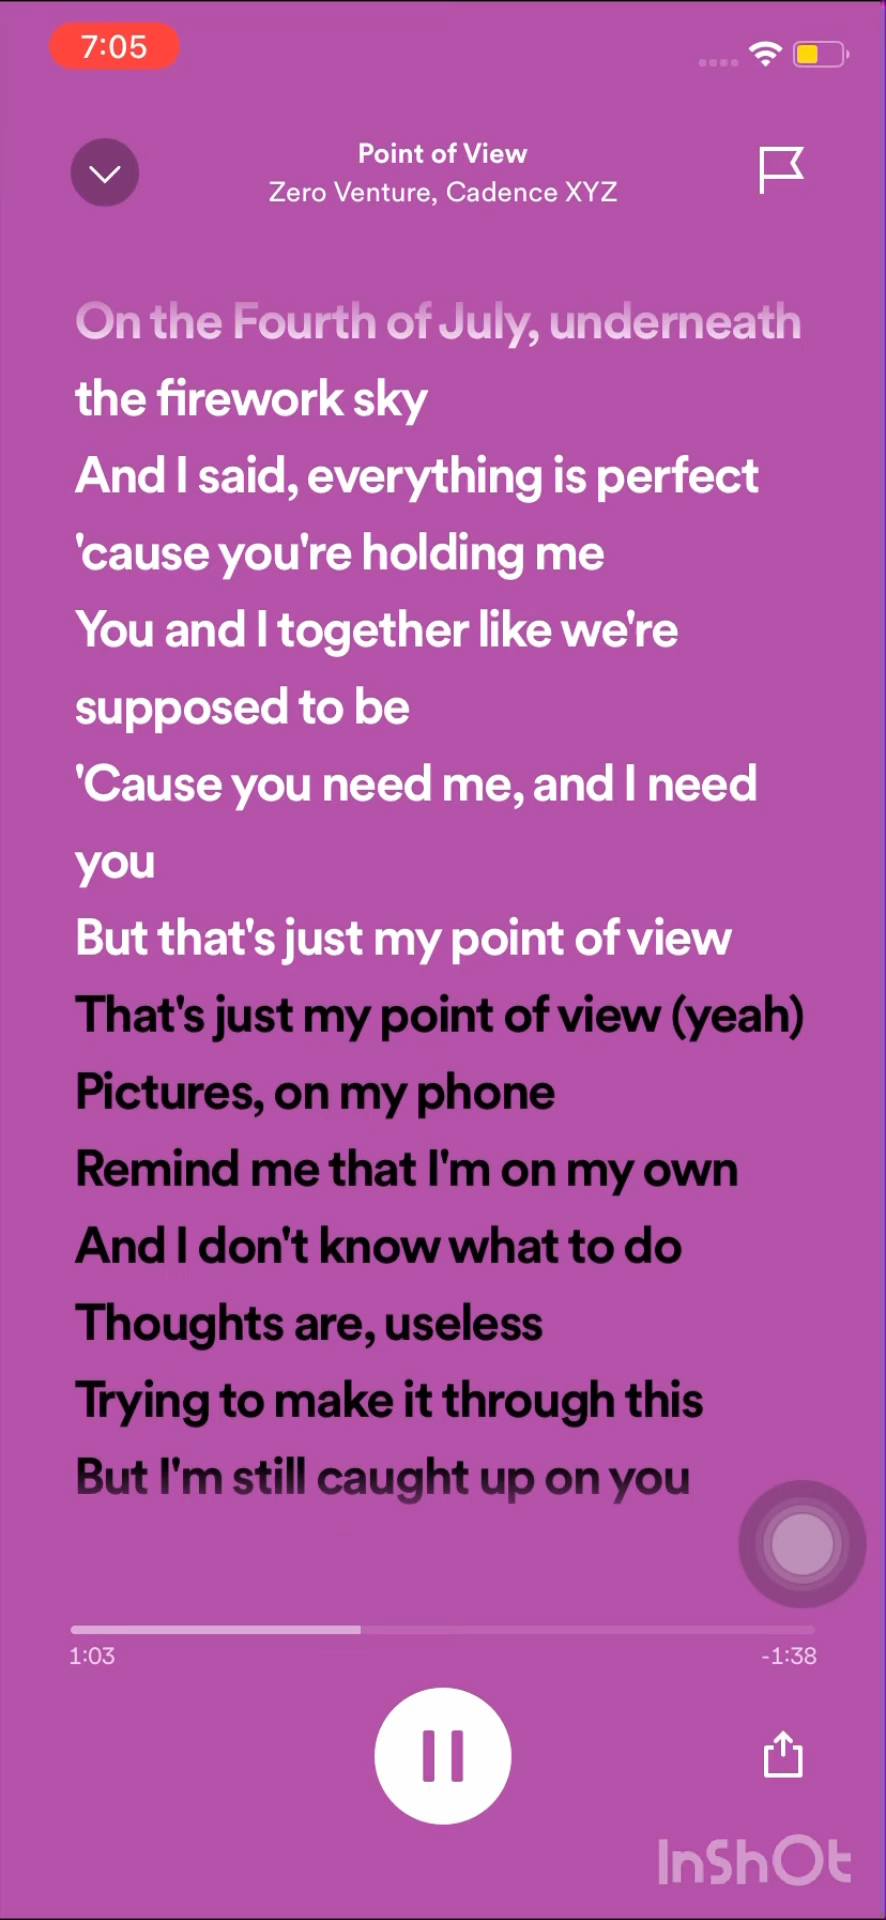 7:05
Point of View
Zero Venture, Cadence XYZ
On the Fourth of July, underneath
the firework sky
And I said, everything is perfect
'cause you're holding me
You and I together like we're
supposed to be
'Cause you need me, and I need
you
But that's just my point of view
That's just my point of view (yeah)
Pictures, on my phone
Remind me that I'm on my own
And I don't know what to do
Thoughts are, useless
Trying to make it through this
But I'm still caught up on you
1:03
-1:38
InShOt